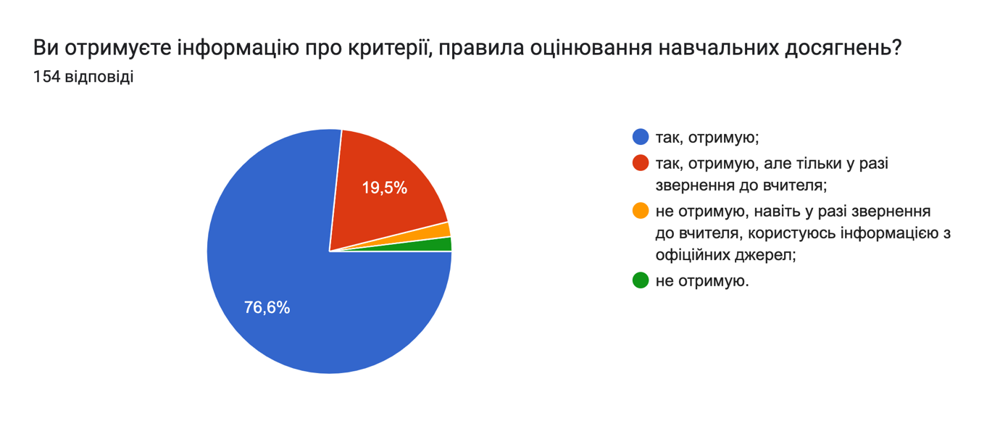 Ви отримуєте інформацію про критерії, правила оцінювання навчальних досягнень?
154 відповіді
так, отримую;
так, отримую, але тільки у разі
звернення до вчителя;
не отримую, навіть у разі звернення
до вчителя, користуюсь інформацією з
офіційних джерел;
не отримую.
19,5%
76,6%